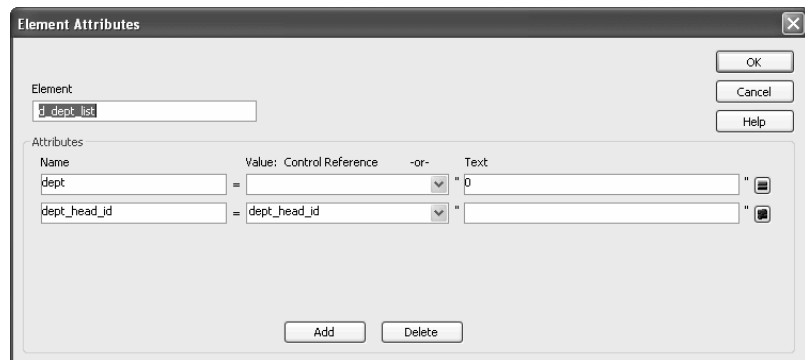 Element Attributes
OK
Element
Cancel
d_dept_list
Help
Attributes
Name Value: Control Reference -or- Text
dept = " 0 "
dept_head_id = dept_head_id " "
Add Delete